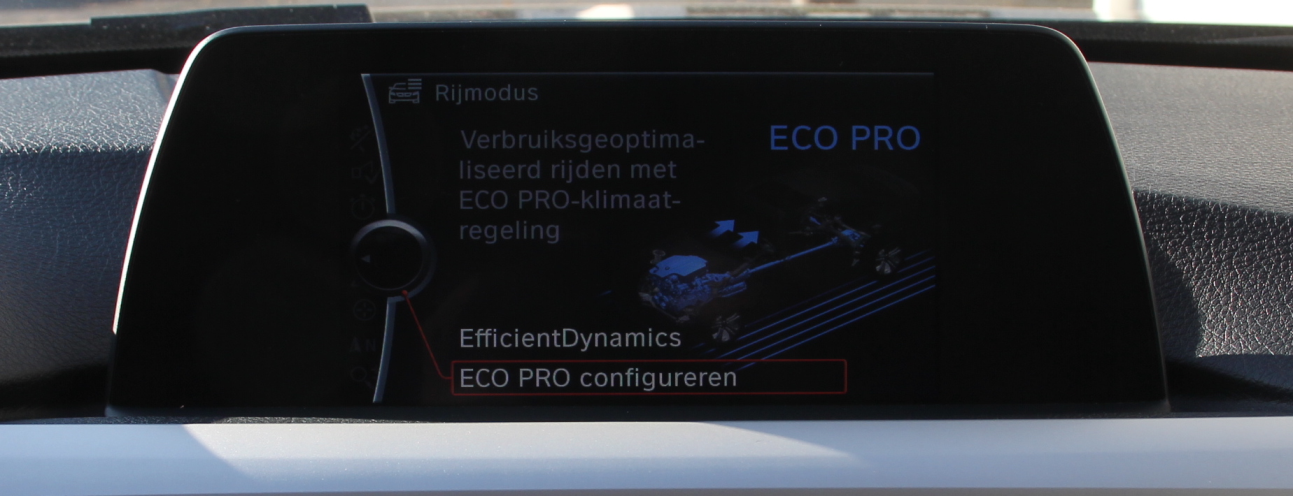 Rijmodus
ECO PRO
Verbruiksgeoptima-
liseerd rijden met
ECO PRO-klimaat-
regeling
EfficientDynamics
ECO PRO configureren